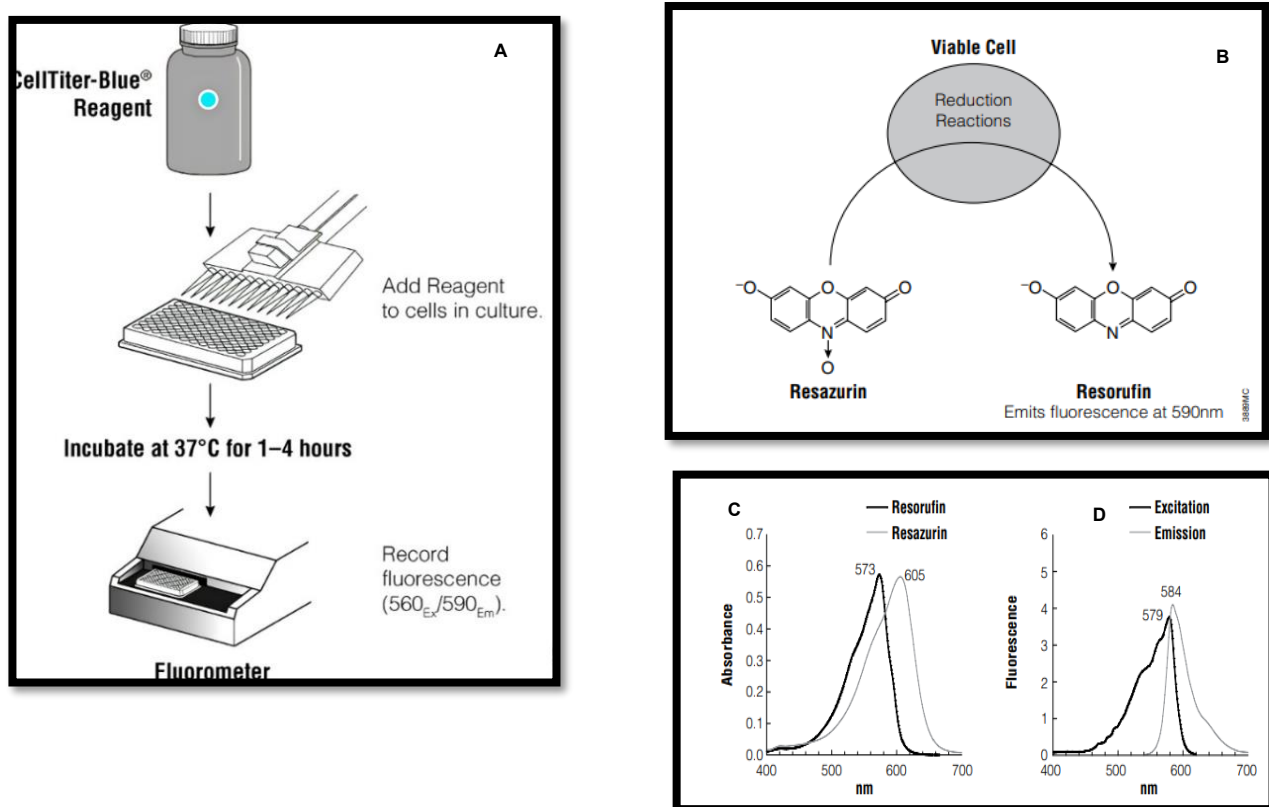 A
CellTiter-Blue®
Reagent
Add Reagent
to cells in culture.
Incubate at 37°C for 1–4 hours
Record
fluorescence
(560Ex/590Em).
Fluorometer
B
Viable Cell
Reduction
Reactions
⁻O O O
N
O
Resazurin
⁻O O O
N
Resorufin
Emits fluorescence at 590nm
3889MC
C
Resorufin
Resazurin
0.7
0.6
0.5
0.4
0.3
0.2
0.1
0.0
Absorbance
573
605
400 500 600 700
nm
D
Excitation
Emission
6
5
4
3
2
1
0
Fluorescence
584
579
400 500 600 700
nm